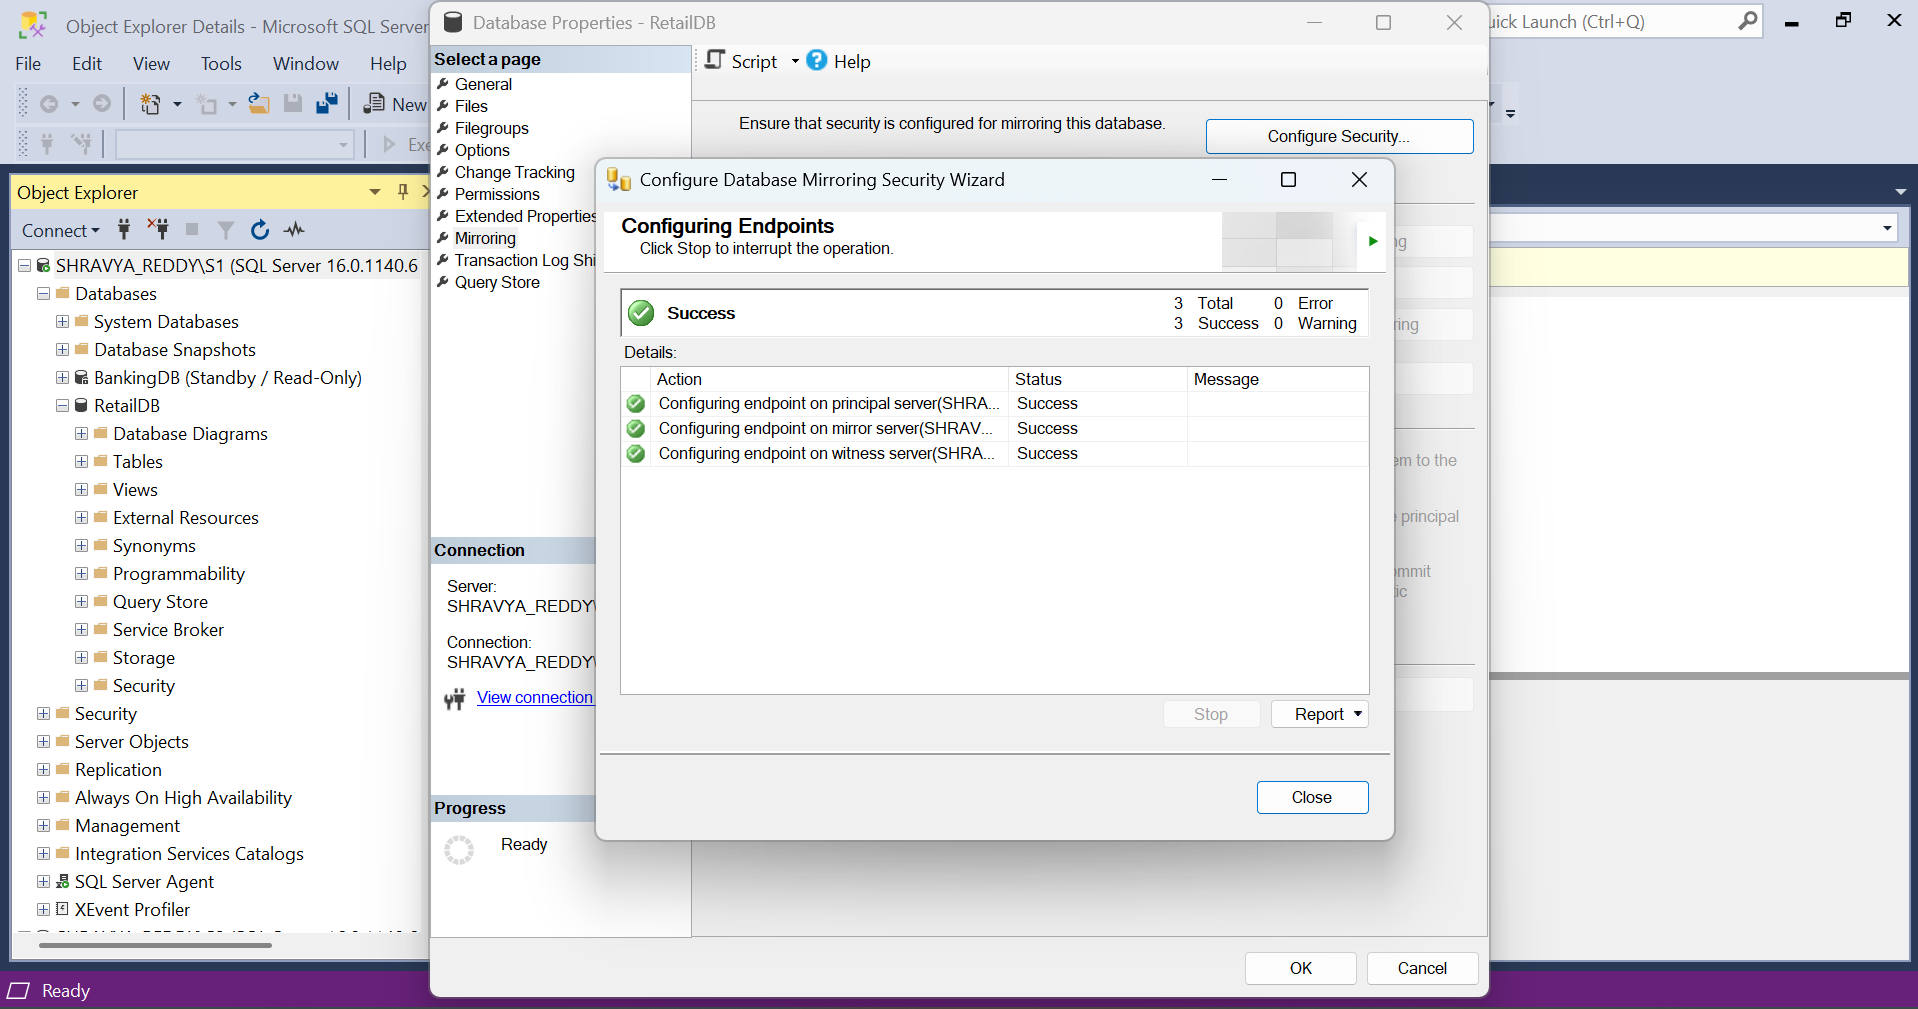 Object Explorer Details - Microsoft SQL Server
File Edit View Tools Window Help
New
Exe
Object Explorer
Connect
SHRAVYA_REDDY\S1 (SQL Server 16.0.1140.6
Databases
System Databases
Database Snapshots
BankingDB (Standby / Read-Only)
RetailDB
Database Diagrams
Tables
Views
External Resources
Synonyms
Programmability
Query Store
Service Broker
Storage
Security
Security
Server Objects
Replication
Always On High Availability
Management
Integration Services Catalogs
SQL Server Agent
XEvent Profiler
Ready
Database Properties - RetailDB
Select a page
General
Files
Filegroups
Options
Change Tracking
Permissions
Extended Properties
Mirroring
Transaction Log Shi
Query Store
Connection
Server:
SHRAVYA_REDDY\
Connection:
SHRAVYA_REDDY\
View connection
Progress
Ready
Script Help
Ensure that security is configured for mirroring this database.
Configure Security...
Configure Database Mirroring Security Wizard
Configuring Endpoints
Click Stop to interrupt the operation.
Success
3 Total 0 Error
3 Success 0 Warning
Details:
Action Status Message
Configuring endpoint on principal server(SHRA... Success
Configuring endpoint on mirror server(SHRAV... Success
Configuring endpoint on witness server(SHRA... Success
Stop Report
Close
em to the
principal
ommit
OK Cancel
uick Launch (Ctrl+Q)